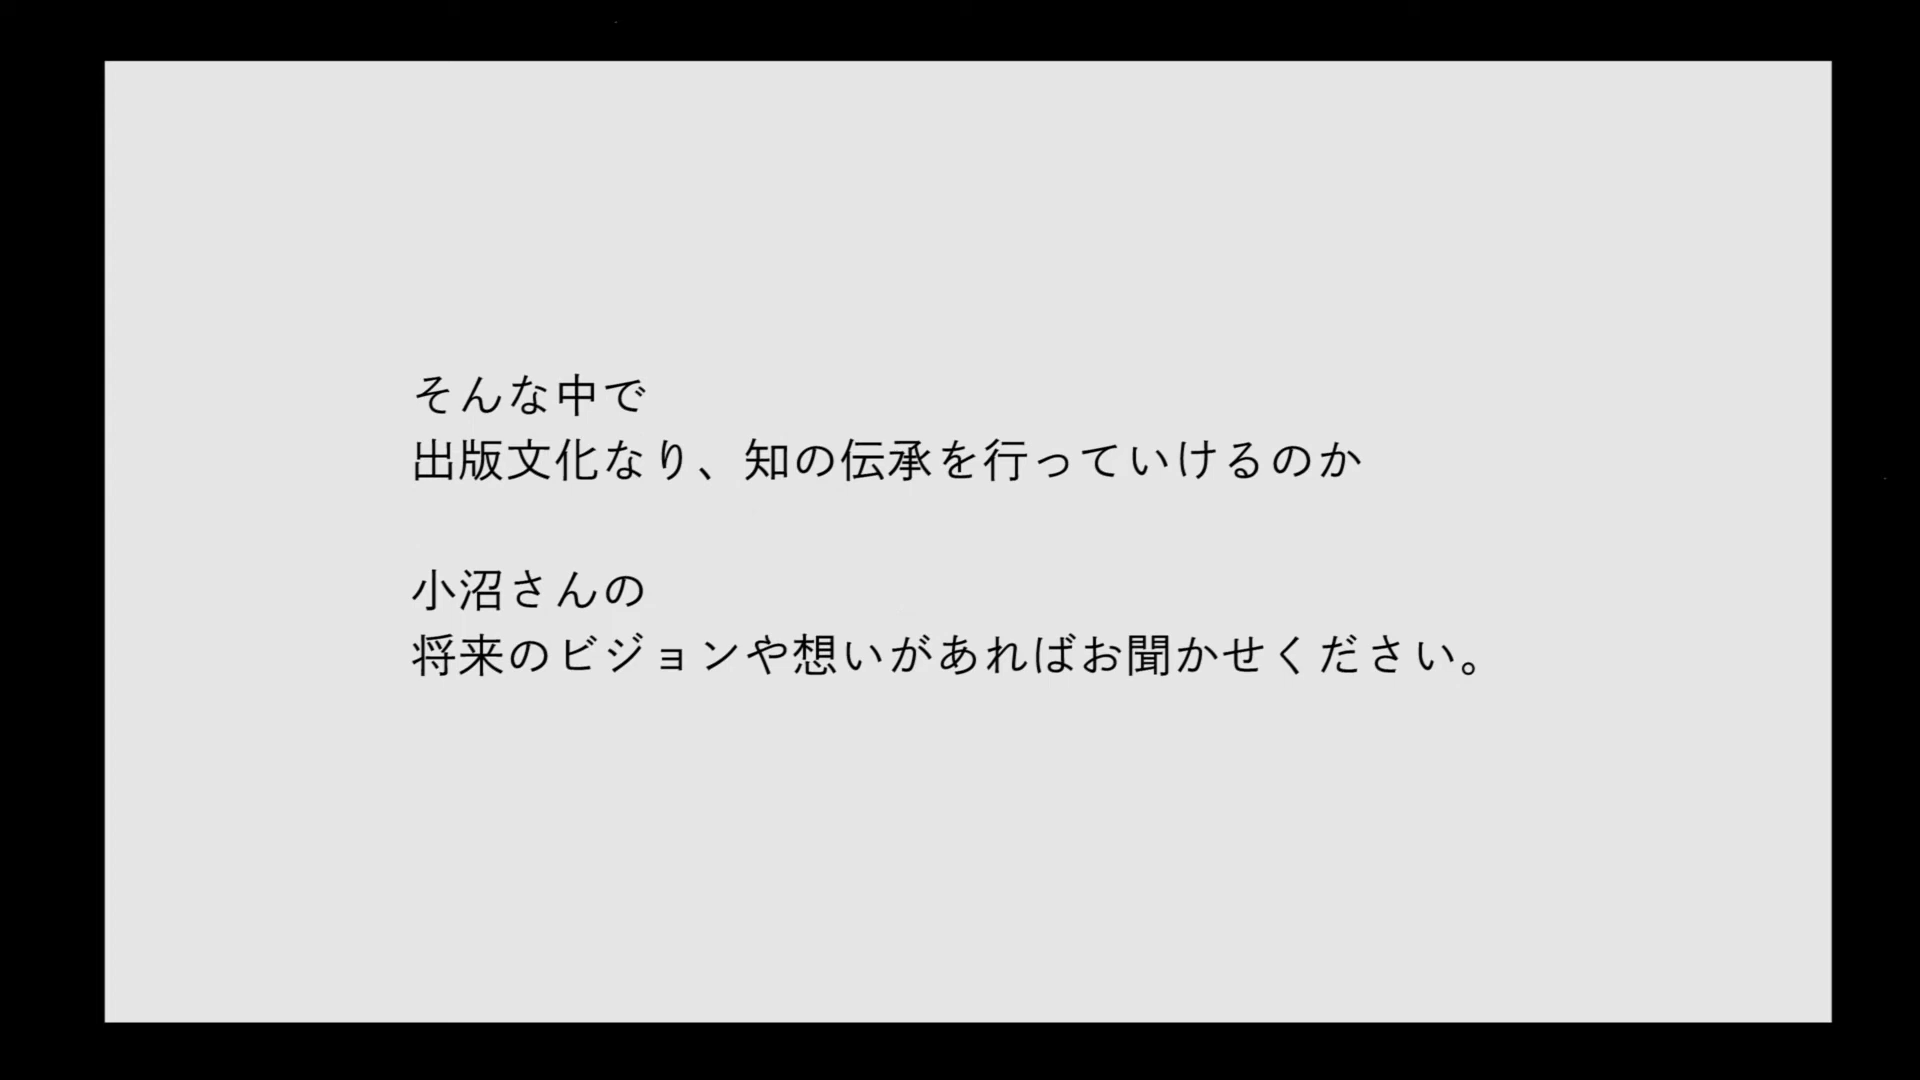 そんな中で
出版文化なり、知の伝承を行っていけるのか
小沼さんの
将来のビジョンや想いがあればお聞かせください。